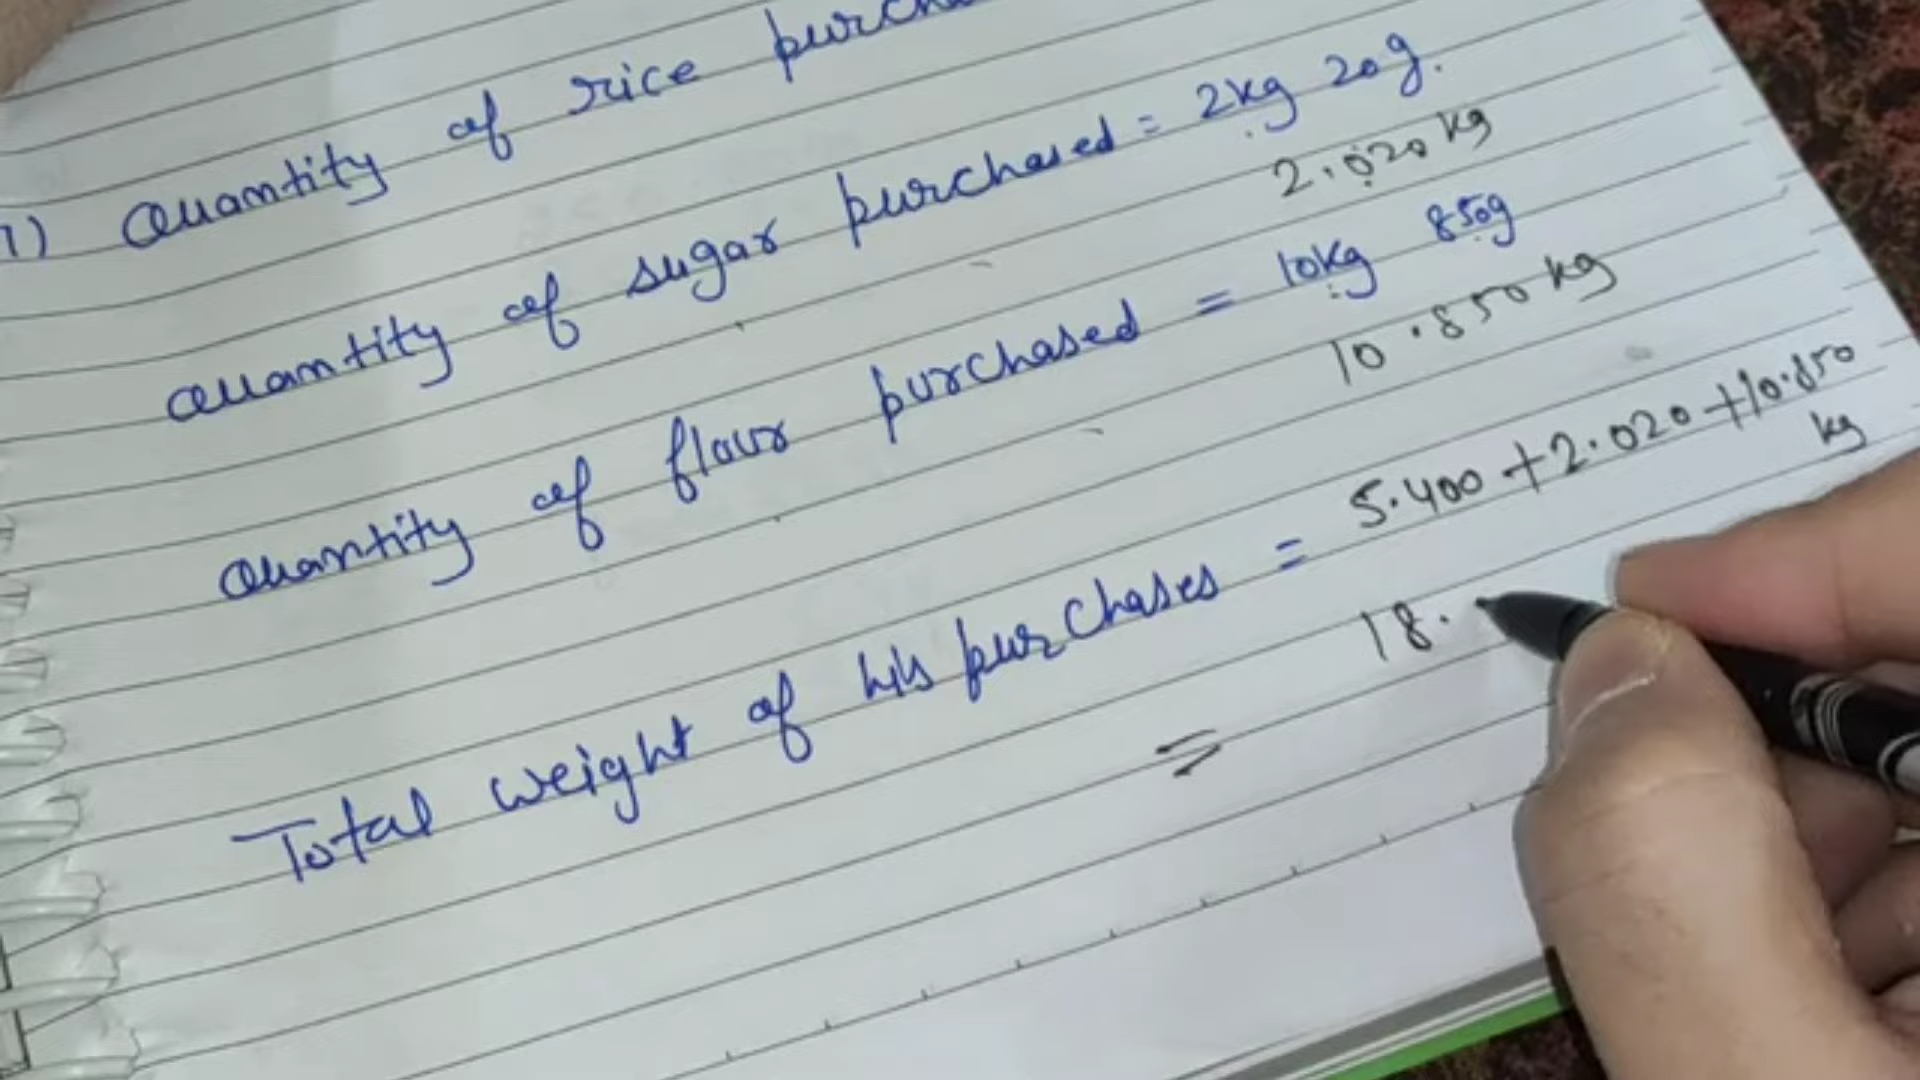 1) Quantity of rice
Quantity of sugar purchased = 2kg 20g.
2.020 kg
Quantity of flour purchased = 10kg 850g
10.850 kg
Total weight of his purchases = 5.400 + 2.020 + 10.850
kg
= 18.